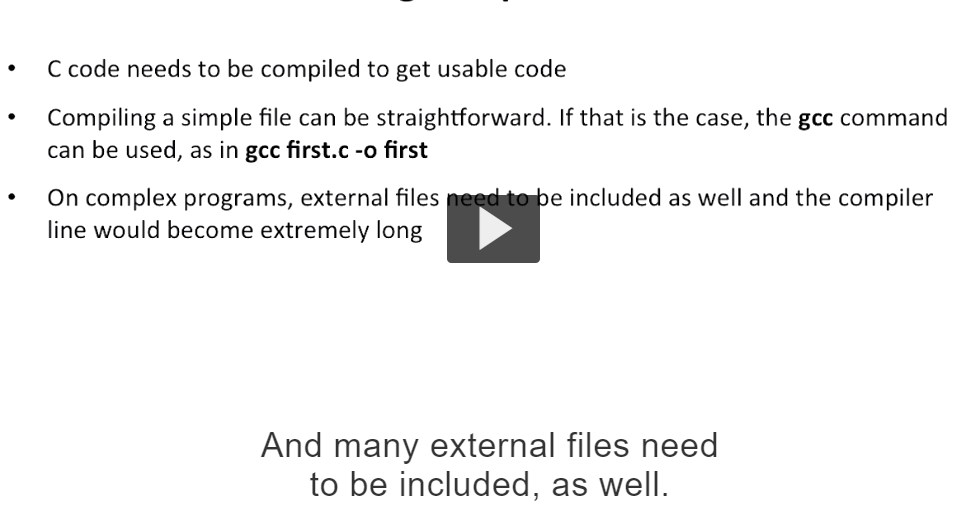 • C code needs to be compiled to get usable code
• Compiling a simple file can be straightforward. If that is the case, the gcc command
can be used, as in gcc first.c -o first
• On complex programs, external files need to be included as well and the compiler
line would become extremely long
And many external files need
to be included, as well.